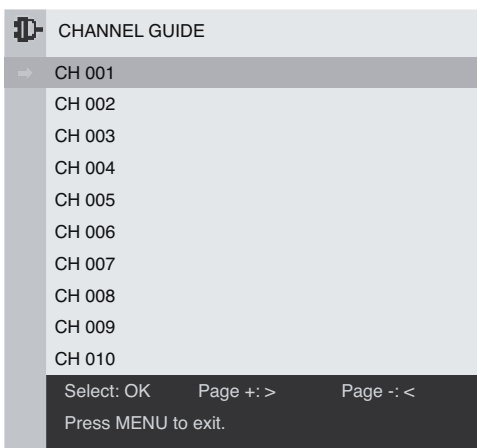 CHANNEL GUIDE
CH 001
CH 002
CH 003
CH 004
CH 005
CH 006
CH 007
CH 008
CH 009
CH 010
Select: OK Page +: > Page -: <
Press MENU to exit.